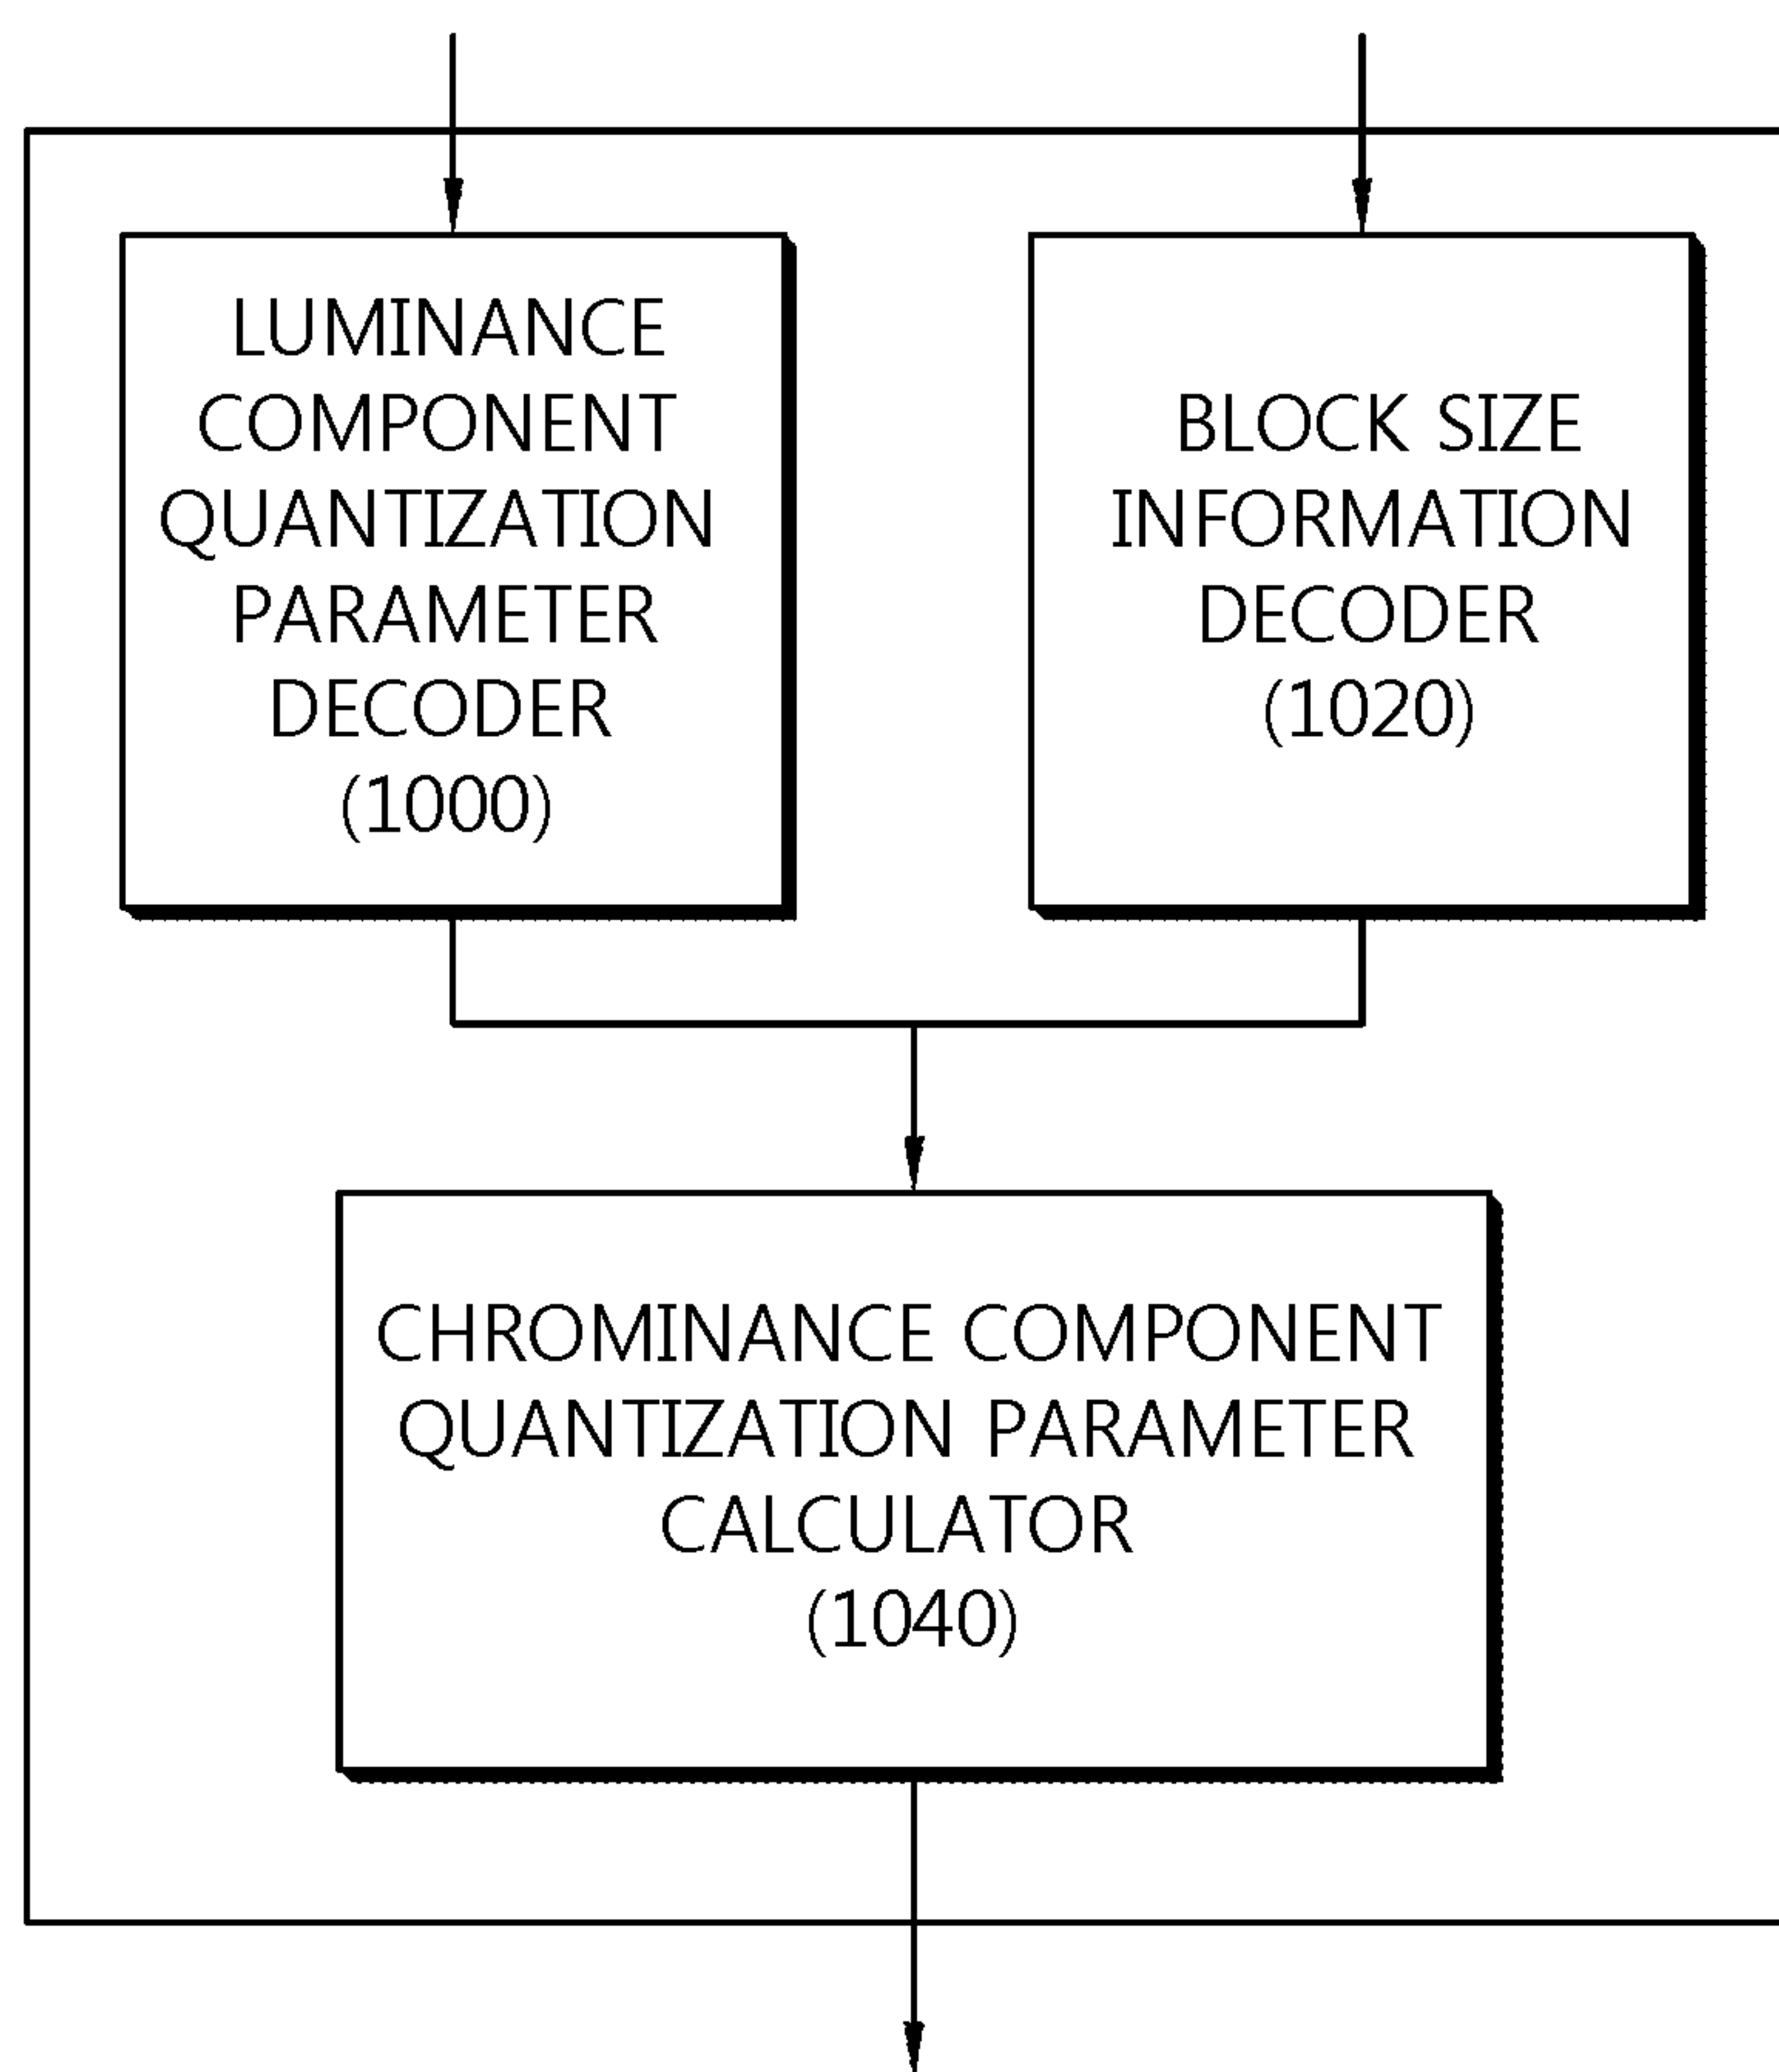 LUMINANCE
COMPONENT
QUANTIZATION
PARAMETER
DECODER
(1000)
BLOCK SIZE
INFORMATION
DECODER
(1020)
CHROMINANCE COMPONENT
QUANTIZATION PARAMETER
CALCULATOR
(1040)